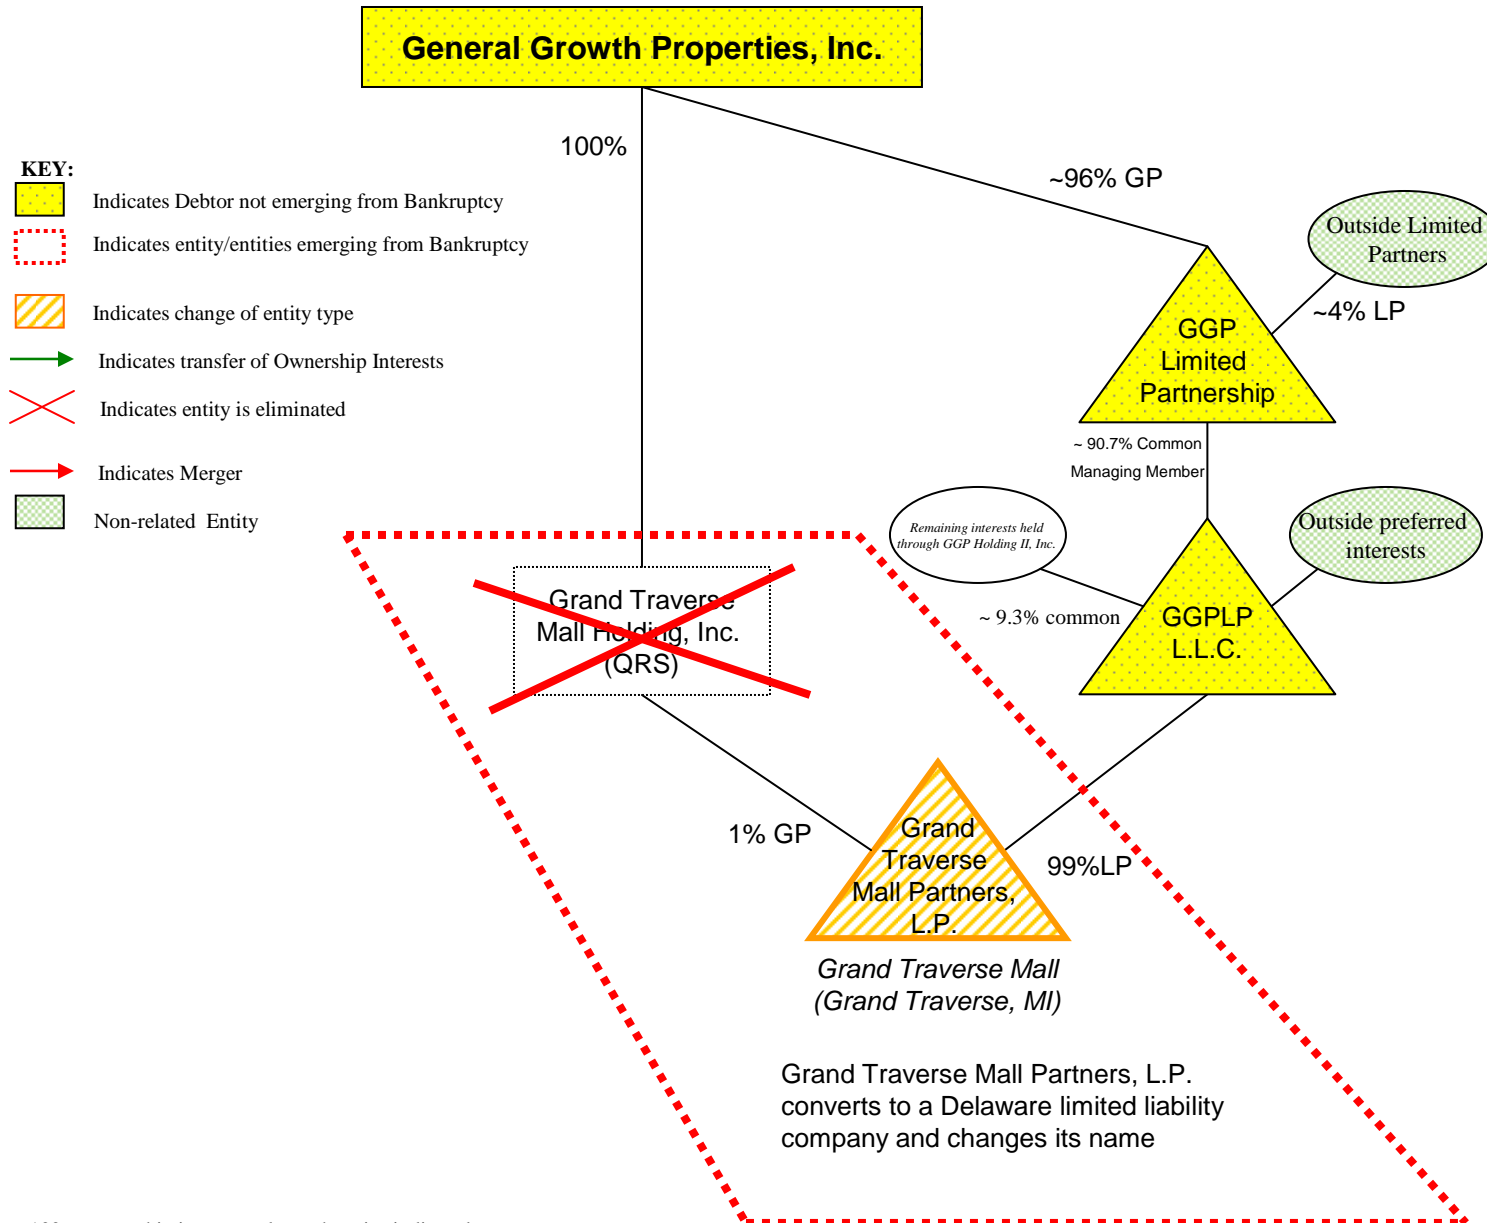 General Growth Properties, Inc.
100%
~96% GP
KEY:
Indicates Debtor not emerging from Bankruptcy
Indicates entity/entities emerging from Bankruptcy
Indicates change of entity type
Indicates transfer of Ownership Interests
Indicates entity is eliminated
Indicates Merger
Non-related Entity
Outside Limited
Partners
~4% LP
GGP
Limited
Partnership
~ 90.7% Common
Managing Member
Remaining interests held
through GGP Holding II, Inc.
Outside preferred
interests
~ 9.3% common
GGPLP
L.L.C.
Grand Traverse
Mall Holding, Inc.
(QRS)
1% GP
99%LP
Grand
Traverse
Mall Partners,
L.P.
Grand Traverse Mall
(Grand Traverse, MI)
Grand Traverse Mall Partners, L.P.
converts to a Delaware limited liability
company and changes its name